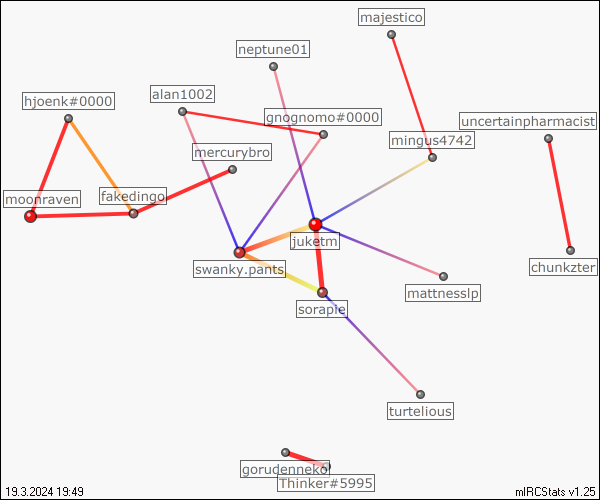 majestico
neptune01
alan1002
hjoenk#0000
gnognomo#0000
uncertainpharmacist
mingus4742
mercurybro
fakedingo
moonraven
juketm
swanky.pants
chunkzter
mattnesslp
sorapie
turtelious
gorudenneko
Thinker#5995
19.3.2024 19:49
mIRCStats v1.25